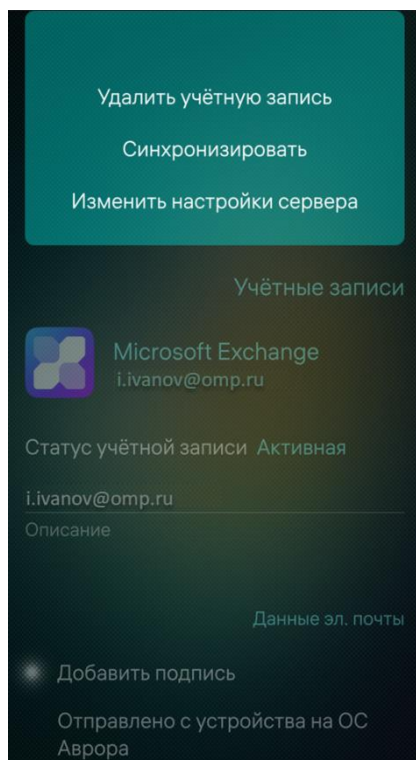 Удалить учётную запись
Синхронизировать
Изменить настройки сервера
Учётные записи
Microsoft Exchange
i.ivanov@omp.ru
Статус учётной записи Активная
i.ivanov@omp.ru
Описание
Данные эл. почты
Добавить подпись
Отправлено с устройства на ОС
Аврора